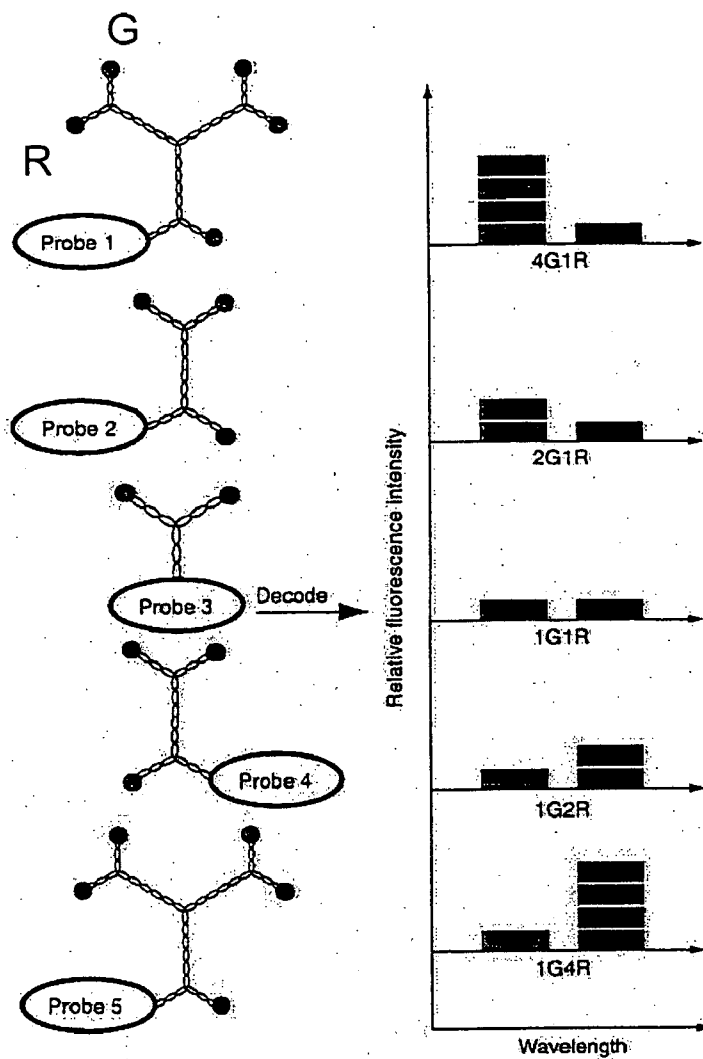 G
R
Probe 1
4G1R
Probe 2
2G1R
Probe 3
Decode
1G1R
Probe 4
1G2R
Probe 5
1G4R
Relative fluorescence intensity
Wavelength